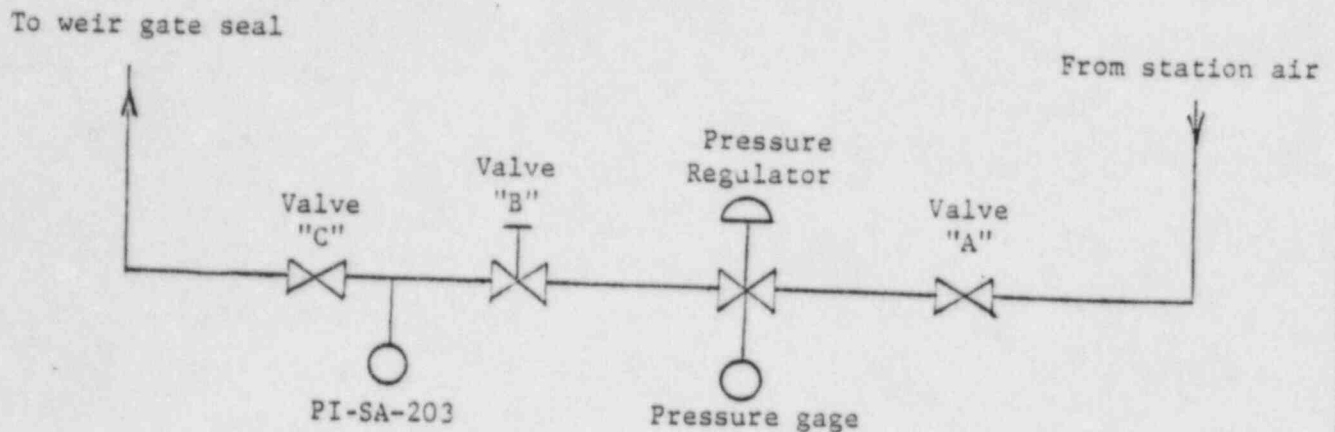 To weir gate seal
From station air
Pressure
Regulator
Valve
"B"
Valve
"C"
Valve
"A"
PI-SA-203
Pressure gage